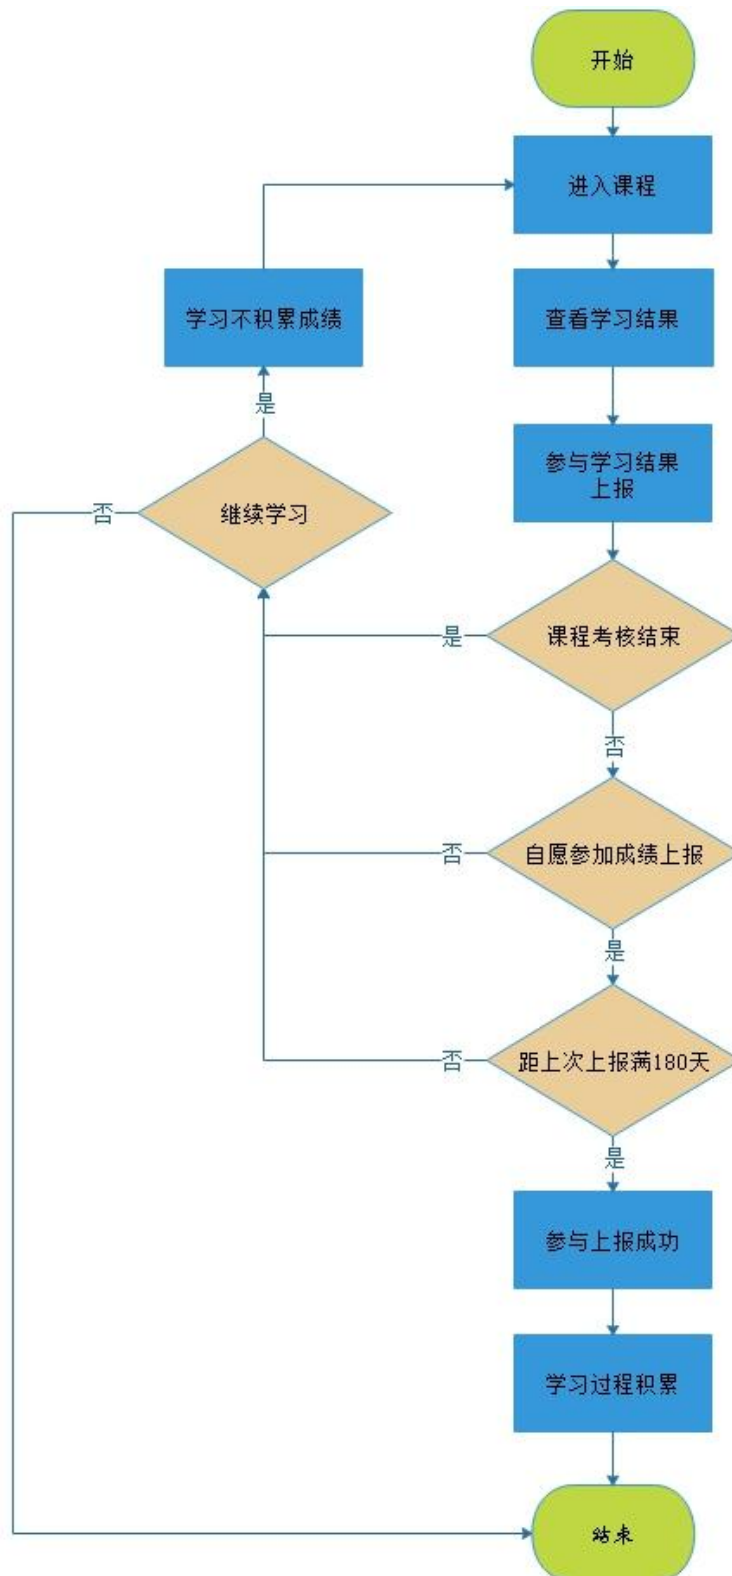 开始
进入课程
学习不积累成绩
查看学习结果
是
参与学习结果
上报
否
继续学习
是
课程考核结束
否
否
自愿参加成绩上报
是
否
距上次上报满180天
是
参与上报成功
学习过程积累
结束